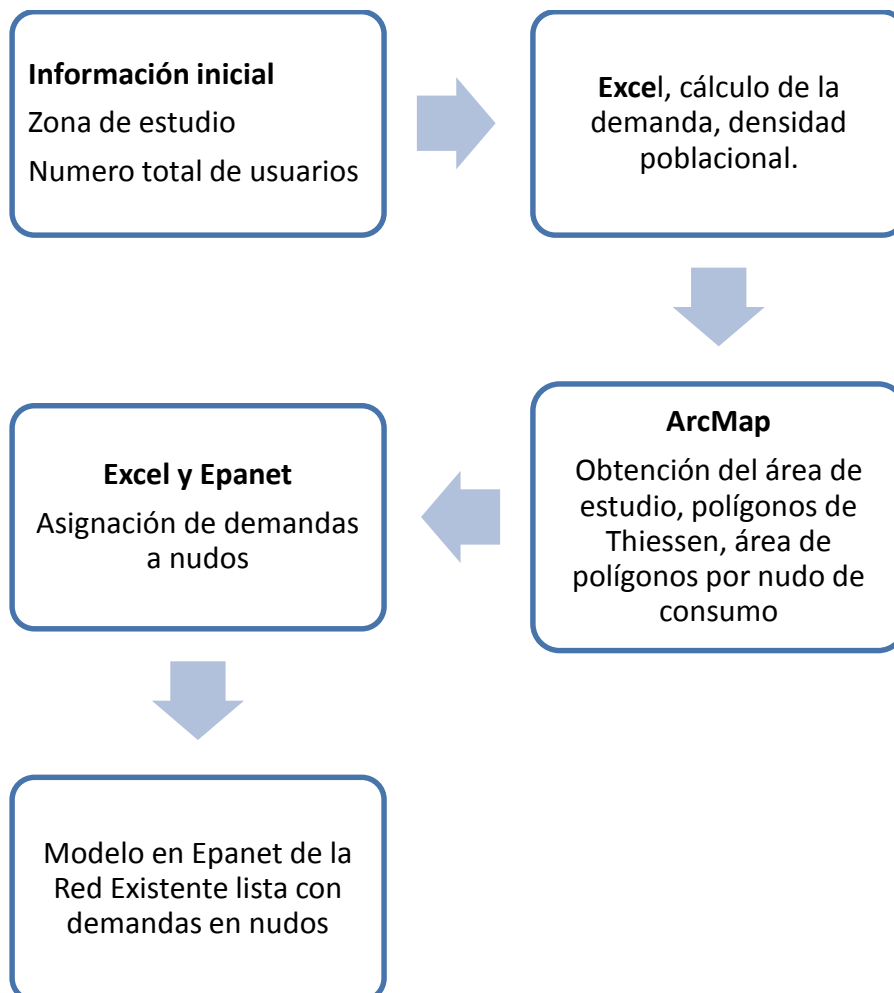 Información inicial
Zona de estudio
Numero total de usuarios
Excel, cálculo de la
demanda, densidad
poblacional.
ArcMap
Obtención del área de
estudio, polígonos de
Thiessen, área de
polígonos por nudo de
consumo
Excel y Epanet
Asignación de demandas
a nudos
Modelo en Epanet de la
Red Existente lista con
demandas en nudos